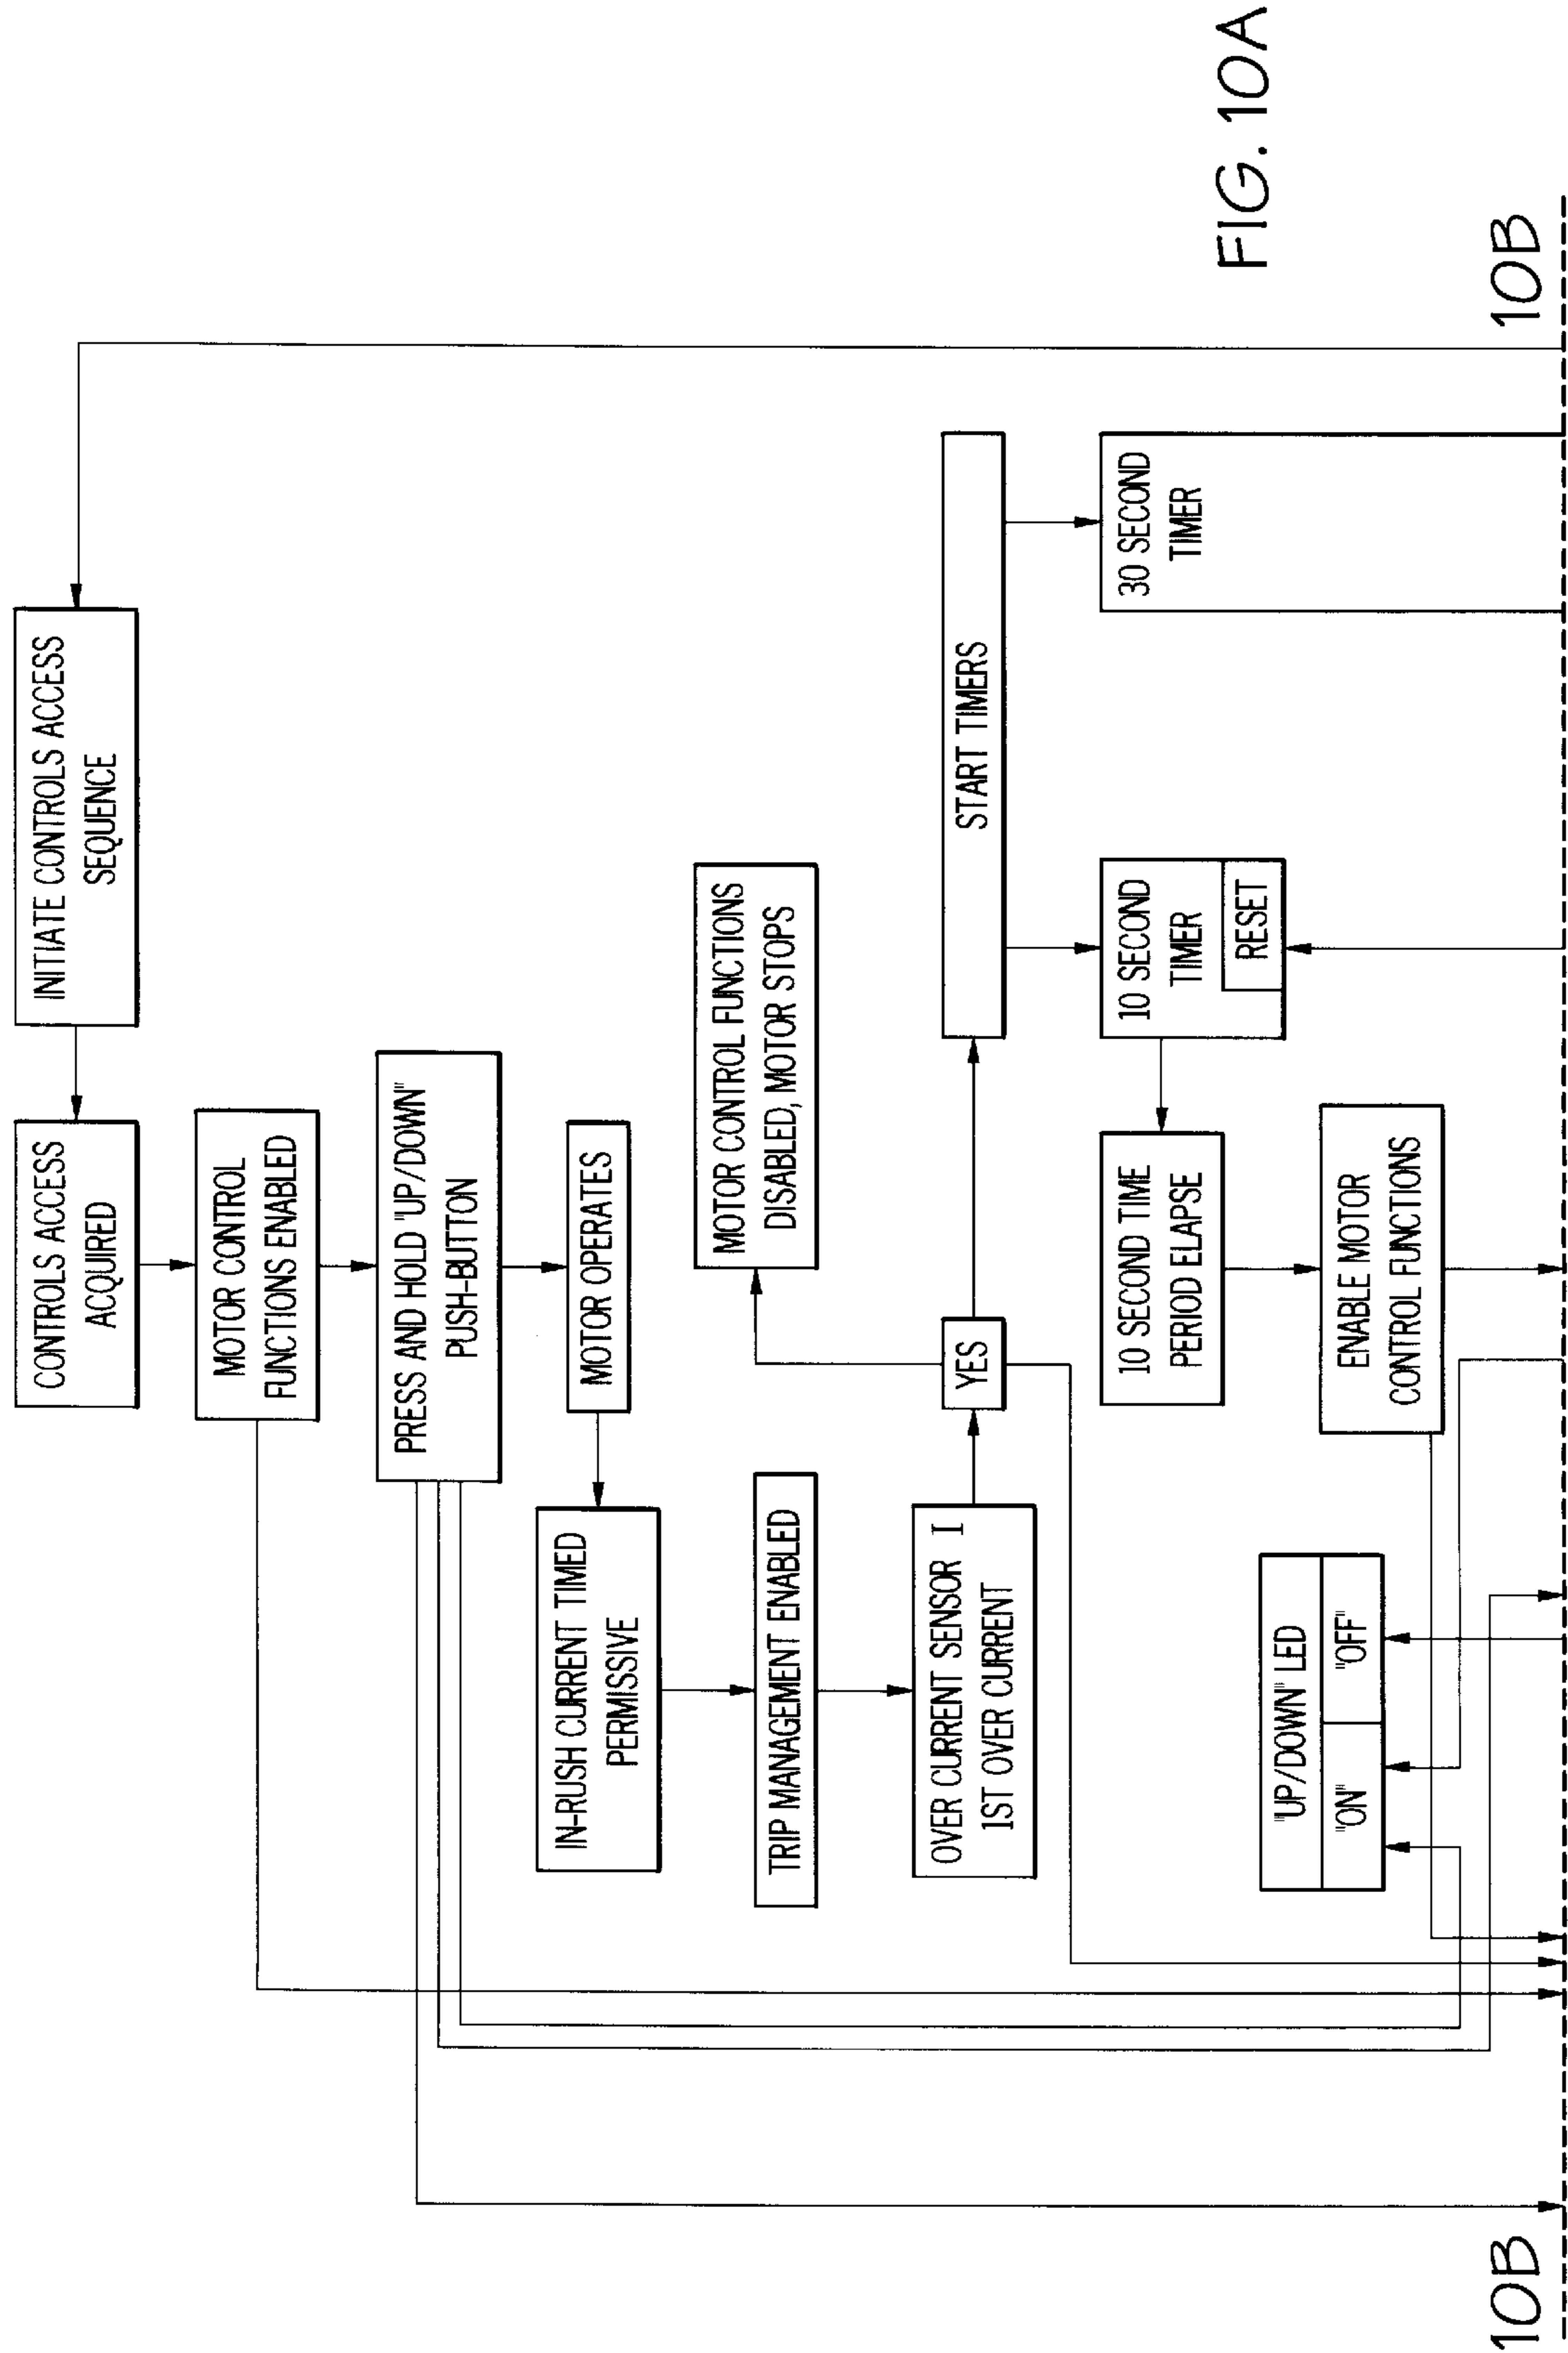 INITIATE CONTROLS ACCESS
SEQUENCE
CONTROLS ACCESS
ACQUIRED
MOTOR CONTROL
FUNCTIONS ENABLED
PRESS AND HOLD "UP/DOWN"
PUSH-BUTTON
MOTOR OPERATES
IN-RUSH CURRENT TIMED
PERMISSIVE
TRIP MANAGEMENT ENABLED
OVER CURRENT SENSOR I
1ST OVER CURRENT
YES
MOTOR CONTROL FUNCTIONS
DISABLED, MOTOR STOPS
START TIMERS
10 SECOND
TIMER
RESET
30 SECOND
TIMER
10 SECOND TIME
PERIOD ELAPSE
ENABLE MOTOR
CONTROL FUNCTIONS
"UP/DOWN" LED
"ON"
"OFF"
10B
10B
FIG. 10A